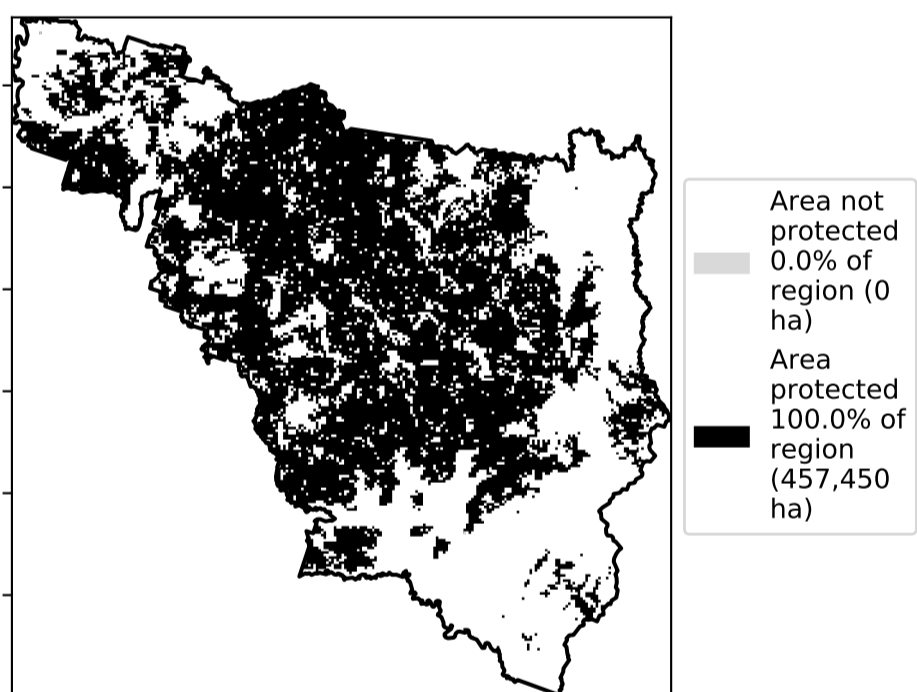 Area not
protected
0.0% of
region (0
ha)
Area
protected
100.0% of
region
(457,450
ha)